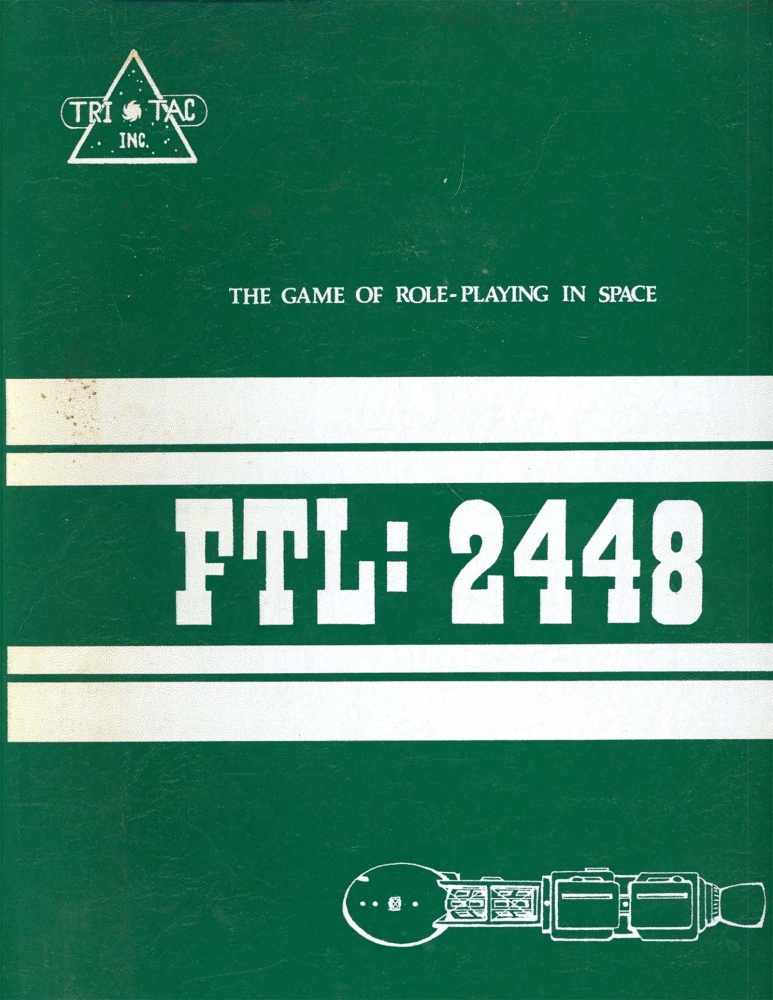 TRI TAC
INC.
THE GAME OF ROLE-PLAYING IN SPACE
FTL: 2448